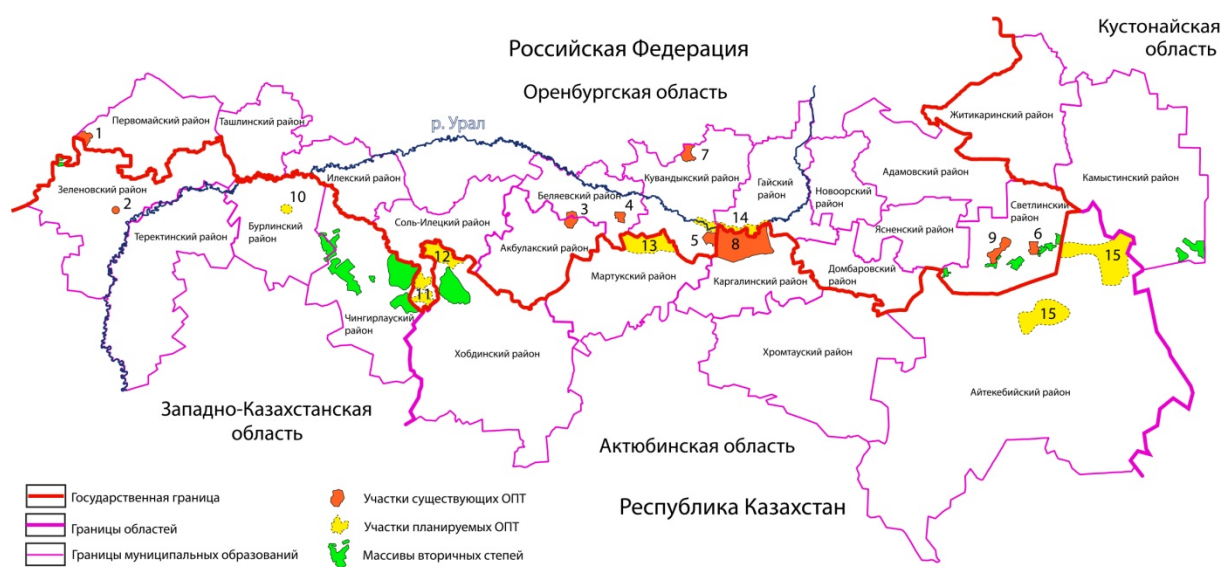 Российская Федерация
Кустонайская
область
Оренбургская область
Первомайский район
Ташлинский район
1
р. Урал
Житикаринский район
Зеленовский район
2
Теректинский район
10
Бурлинский
район
Илекский район
Соль-Илецкий район
Беляевский район
3
4
Кувандыкский район
7
Гайский
район
Новоорский
район
Адамовский район
Камыстинский район
Светлинский
район
Ясненский район
9
6
14
5
8
13
12
11
15
15
Акбулакский район
Мартукский район
Каргалинский район
Домбаровский
район
Чингирлауский
район
Хобдинский район
Хромтауский район
Айтекебийский район
Западно-Казахстанская
область
Актюбинская область
Республика Казахстан
Государственная граница
Границы областей
Границы муниципальных образований
Участки существующих ОПТ
Участки планируемых ОПТ
Массивы вторичных степей